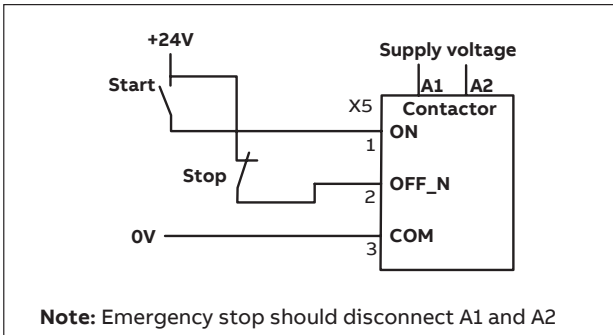 +24V
Supply voltage
Start
A1 A2
X5
Contactor
ON
1
Stop
OFF_N
2
0V
COM
3
Note: Emergency stop should disconnect A1 and A2